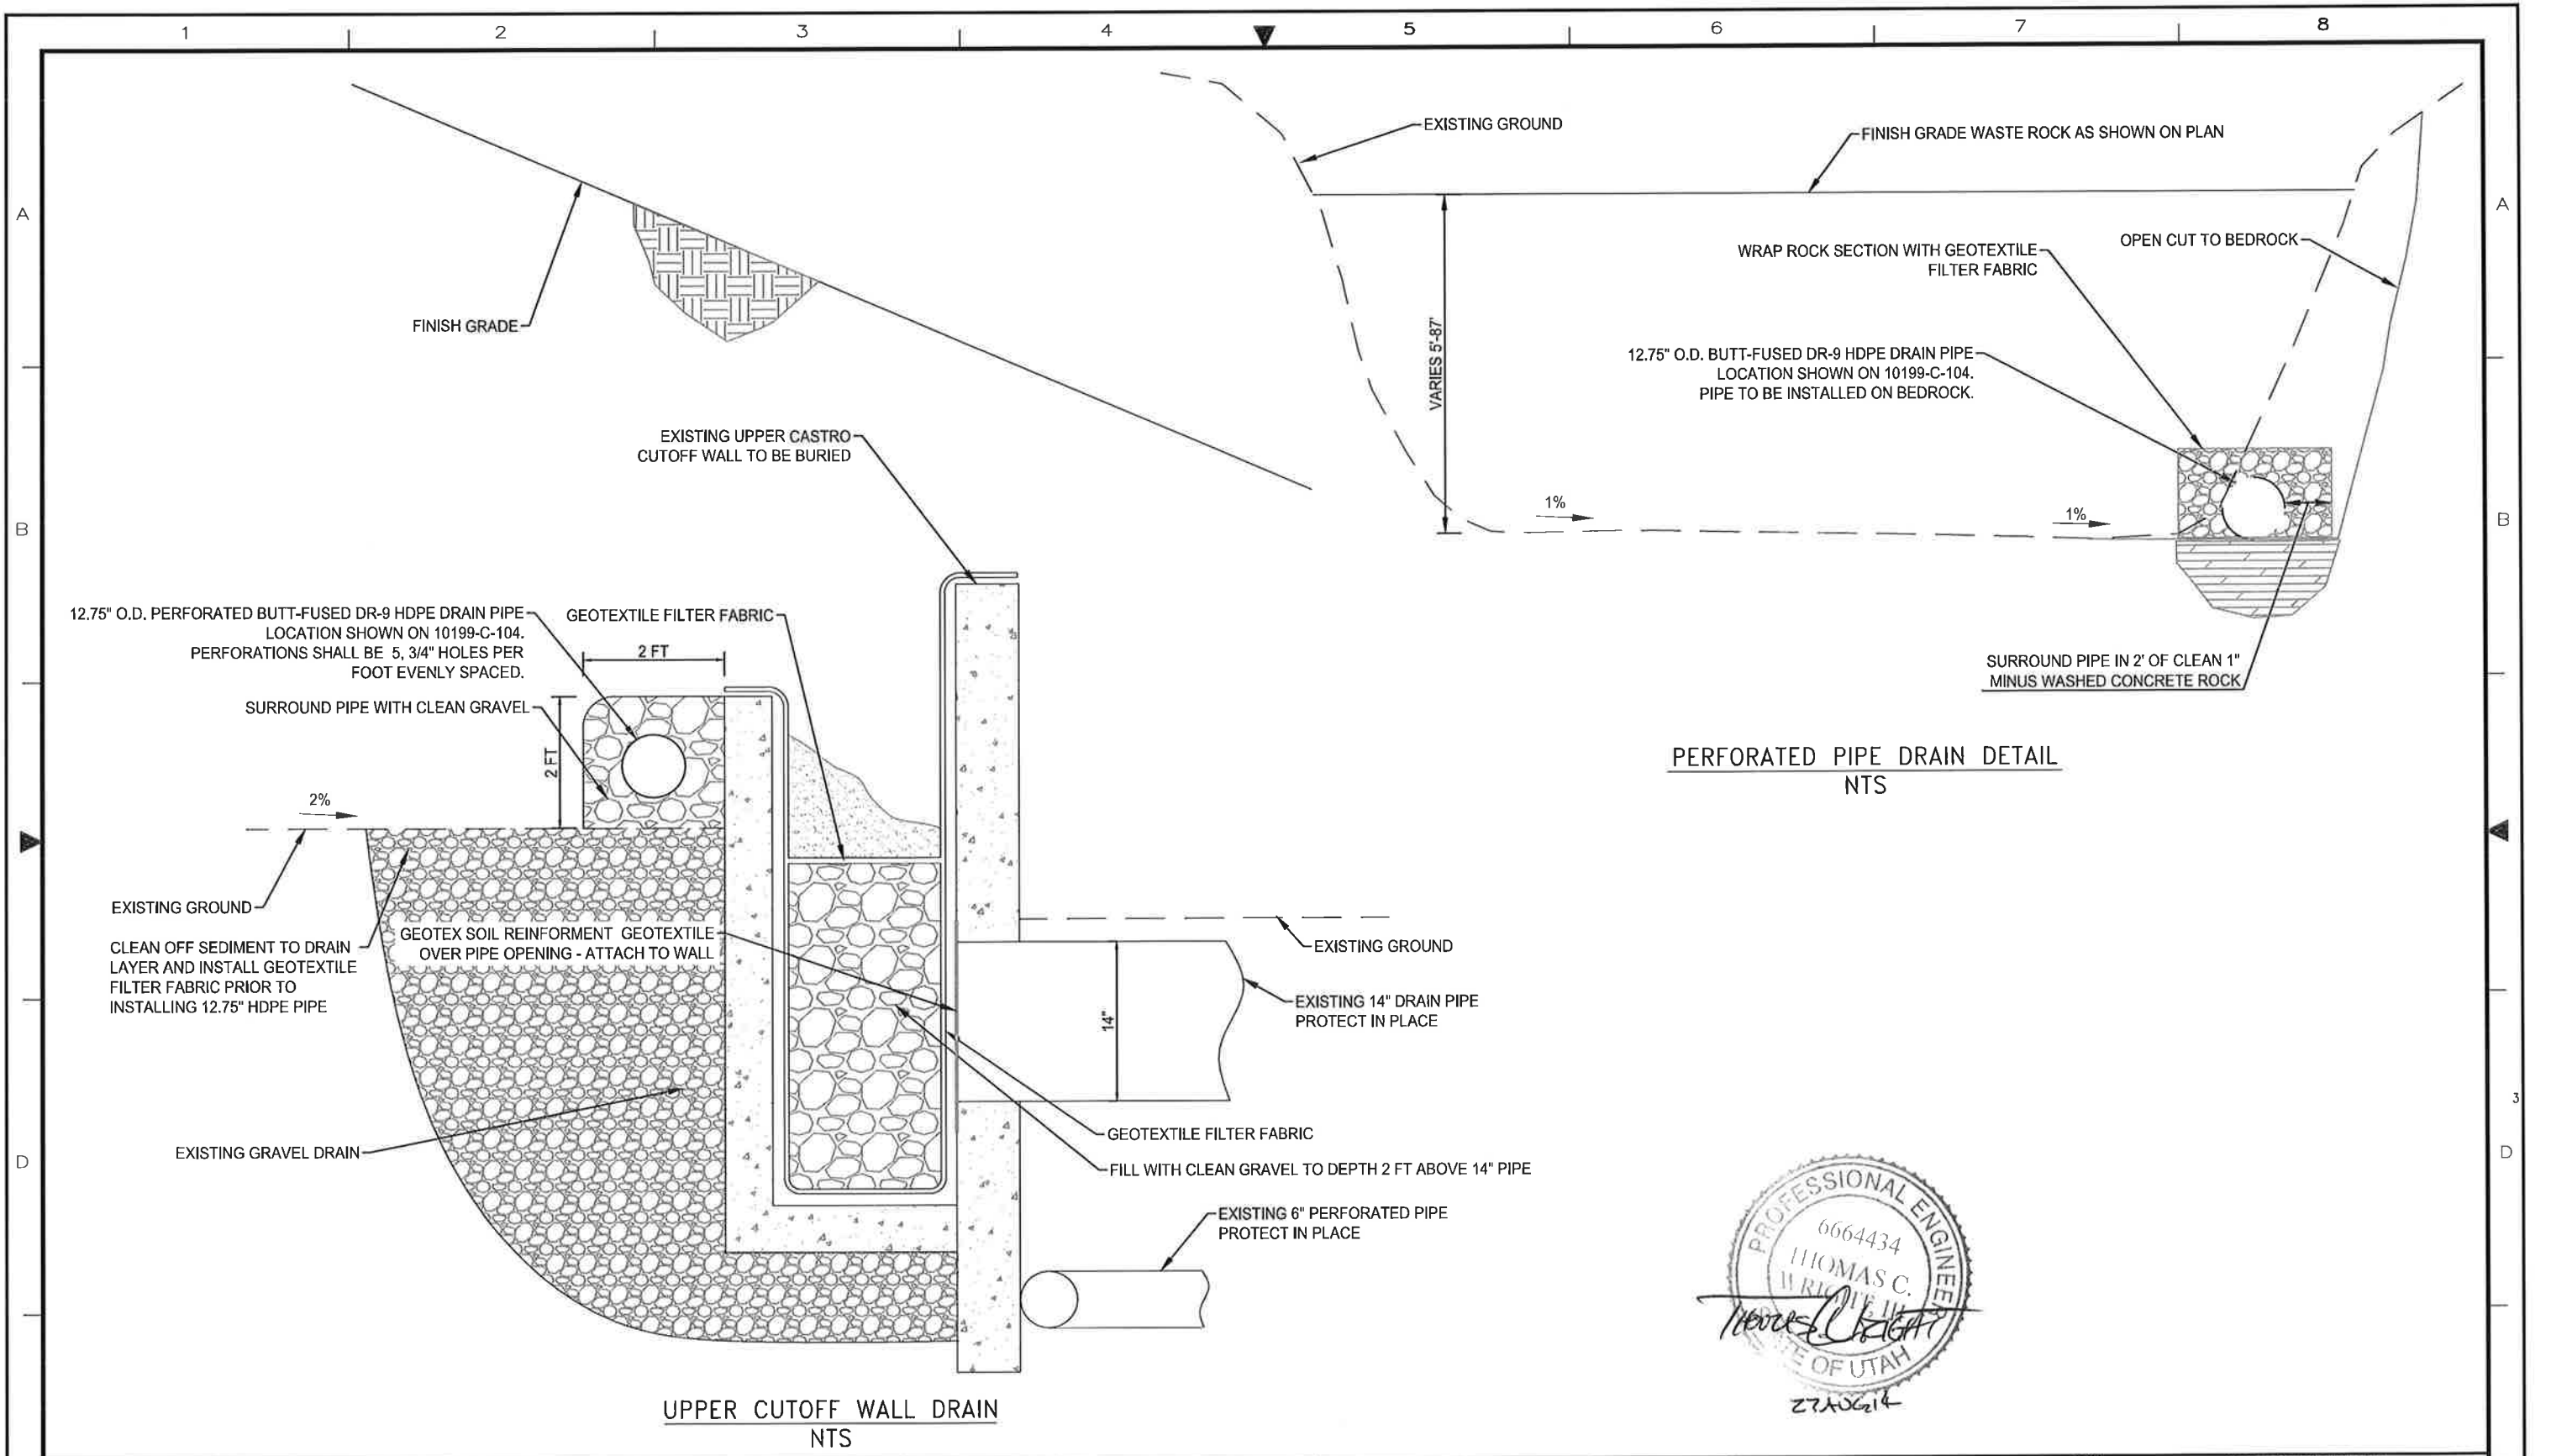 1 2 3 4 5 6 7 8
A
B
D
A
B
3
D
FINISH GRADE
EXISTING UPPER CASTRO
CUTOFF WALL TO BE BURIED
12.75" O.D. PERFORATED BUTT-FUSED DR-9 HDPE DRAIN PIPE
LOCATION SHOWN ON 10199-C-104.
PERFORATIONS SHALL BE 5, 3/4" HOLES PER
FOOT EVENLY SPACED.
GEOTEXTILE FILTER FABRIC
2 FT
SURROUND PIPE WITH CLEAN GRAVEL
2 FT
2%
EXISTING GROUND
CLEAN OFF SEDIMENT TO DRAIN
LAYER AND INSTALL GEOTEXTILE
FILTER FABRIC PRIOR TO
INSTALLING 12.75" HDPE PIPE
GEOTEX SOIL REINFORMENT GEOTEXTILE
OVER PIPE OPENING - ATTACH TO WALL
EXISTING GRAVEL DRAIN
EXISTING GROUND
14"
EXISTING 14" DRAIN PIPE
PROTECT IN PLACE
GEOTEXTILE FILTER FABRIC
FILL WITH CLEAN GRAVEL TO DEPTH 2 FT ABOVE 14" PIPE
EXISTING 6" PERFORATED PIPE
PROTECT IN PLACE
UPPER CUTOFF WALL DRAIN
NTS
EXISTING GROUND
FINISH GRADE WASTE ROCK AS SHOWN ON PLAN
WRAP ROCK SECTION WITH GEOTEXTILE
FILTER FABRIC
OPEN CUT TO BEDROCK
VARIES 5'-87'
12.75" O.D. BUTT-FUSED DR-9 HDPE DRAIN PIPE
LOCATION SHOWN ON 10199-C-104.
PIPE TO BE INSTALLED ON BEDROCK.
1%
1%
SURROUND PIPE IN 2' OF CLEAN 1"
MINUS WASHED CONCRETE ROCK
PERFORATED PIPE DRAIN DETAIL
NTS
PROFESSIONAL ENGINEER
6664434
THOMAS C.
OF UTAH
27AUG14